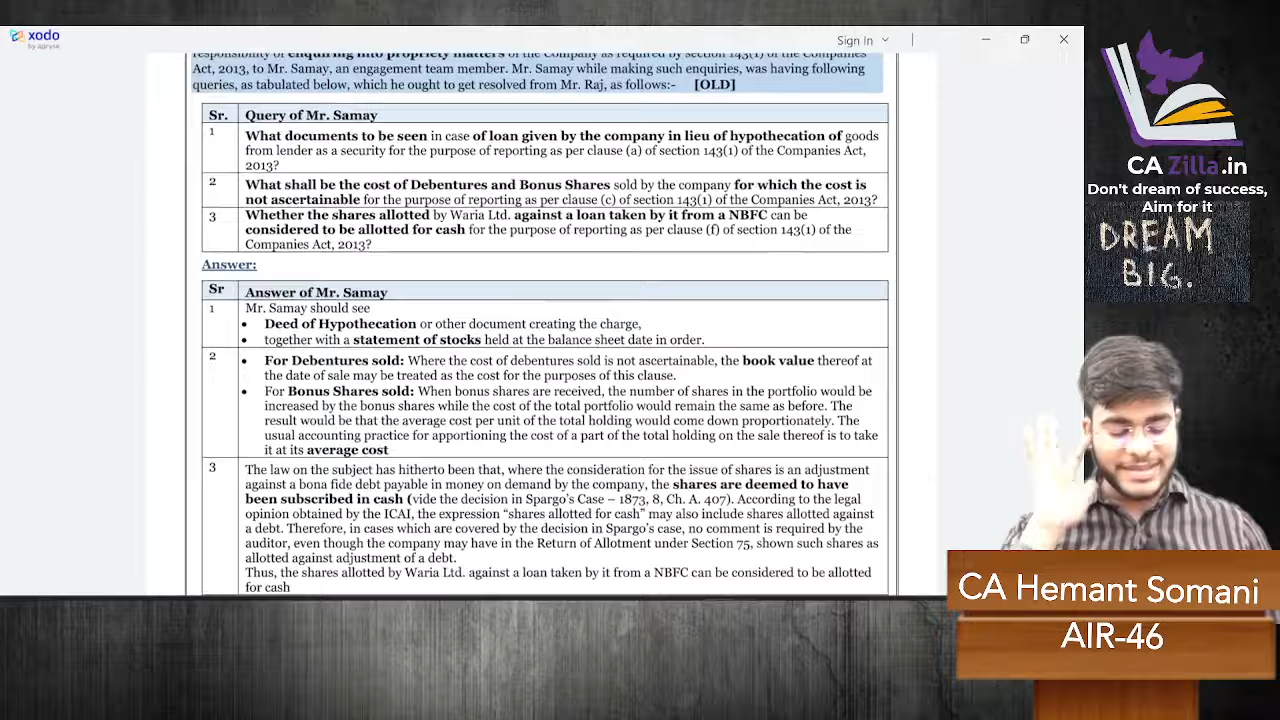 xodo
by apryse
Sign In
responsibility of enquiring into propriety matters of the Company as required by section 143(1) of the Companies
Act, 2013, to Mr. Samay, an engagement team member. Mr. Samay while making such enquiries, was having following
queries, as tabulated below, which he ought to get resolved from Mr. Raj, as follows:- [OLD]
Sr. Query of Mr. Samay
1 What documents to be seen in case of loan given by the company in lieu of hypothecation of goods
from lender as a security for the purpose of reporting as per clause (a) of section 143(1) of the Companies Act,
2013?
2 What shall be the cost of Debentures and Bonus Shares sold by the company for which the cost is
not ascertainable for the purpose of reporting as per clause (c) of section 143(1) of the Companies Act, 2013?
3 Whether the shares allotted by Waria Ltd. against a loan taken by it from a NBFC can be
considered to be allotted for cash for the purpose of reporting as per clause (f) of section 143(1) of the
Companies Act, 2013?
Answer:
Sr Answer of Mr. Samay
1 Mr. Samay should see
• Deed of Hypothecation or other document creating the charge,
• together with a statement of stocks held at the balance sheet date in order.
2 • For Debentures sold: Where the cost of debentures sold is not ascertainable, the book value thereof at
the date of sale may be treated as the cost for the purposes of this clause.
• For Bonus Shares sold: When bonus shares are received, the number of shares in the portfolio would be
increased by the bonus shares while the cost of the total portfolio would remain the same as before. The
result would be that the average cost per unit of the total holding would come down proportionately. The
usual accounting practice for apportioning the cost of a part of the total holding on the sale thereof is to take
it at its average cost
3 The law on the subject has hitherto been that, where the consideration for the issue of shares is an adjustment
against a bona fide debt payable in money on demand by the company, the shares are deemed to have
been subscribed in cash (vide the decision in Spargo's Case – 1873, 8, Ch. A. 407). According to the legal
opinion obtained by the ICAI, the expression "shares allotted for cash" may also include shares allotted against
a debt. Therefore, in cases which are covered by the decision in Spargo's case, no comment is required by the
auditor, even though the company may have in the Return of Allotment under Section 75, shown such shares as
allotted against adjustment of a debt.
Thus, the shares allotted by Waria Ltd. against a loan taken by it from a NBFC can be considered to be allotted
for cash
CA Zilla.in
Don't dream of success,
Aim for it
DREAM
BIG.
CA Hemant Somani
AIR-46